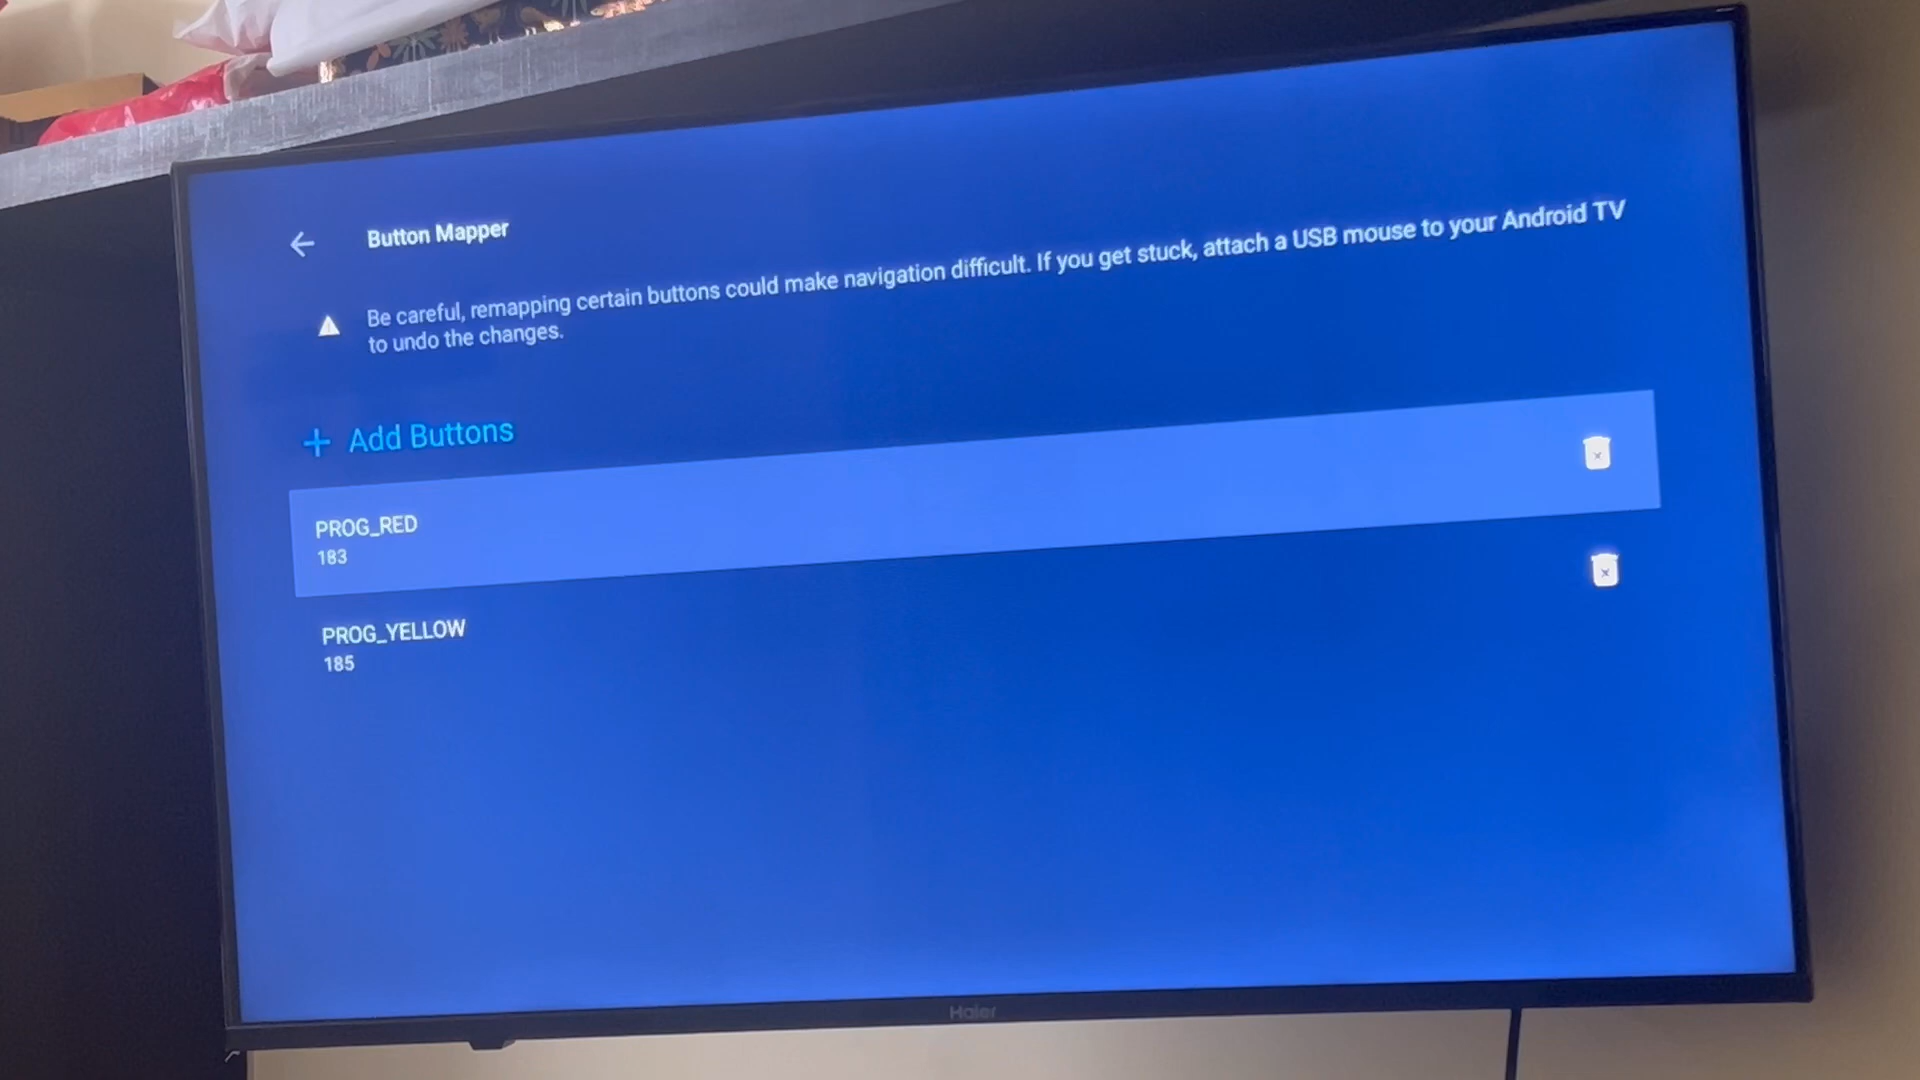 Button Mapper
Be careful, remapping certain buttons could make navigation difficult. If you get stuck, attach a USB mouse to your Android TV
to undo the changes.
+ Add Buttons
PROG_RED
183
PROG_YELLOW
185
Haier